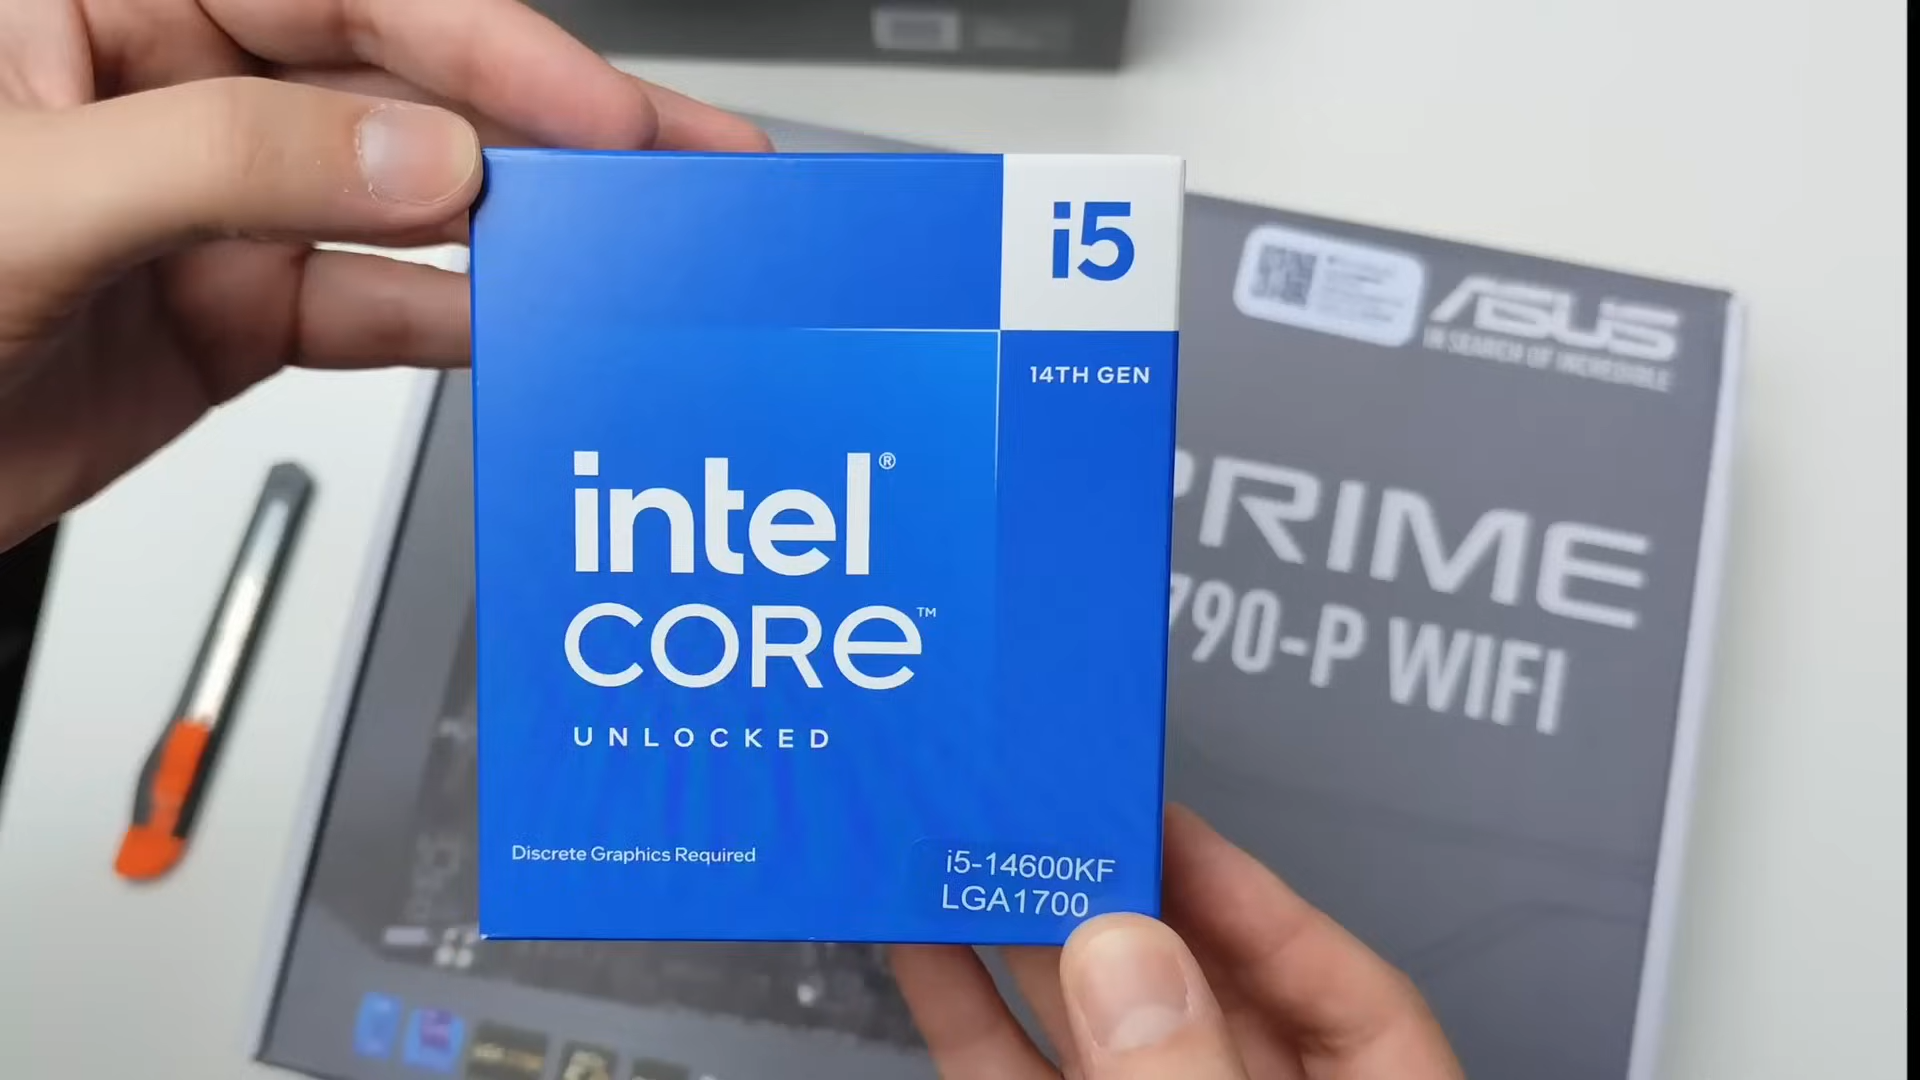 i5
14TH GEN
intel®
CORE™
UNLOCKED
Discrete Graphics Required
i5-14600KF
LGA1700
ASUS
IN SEARCH OF INCREDIBLE
PRIME
790-P WIFI